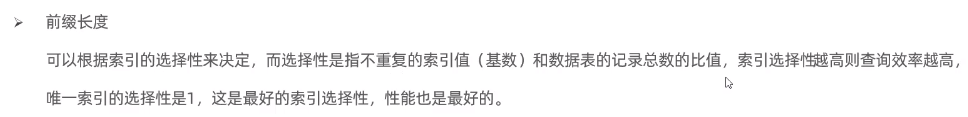 ➢ 前缀长度
可以根据索引的选择性来决定，而选择性是指不重复的索引值（基数）和数据表的记录总数的比值，索引选择性越高则查询效率越高，
唯一索引的选择性是1，这是最好的索引选择性，性能也是最好的。